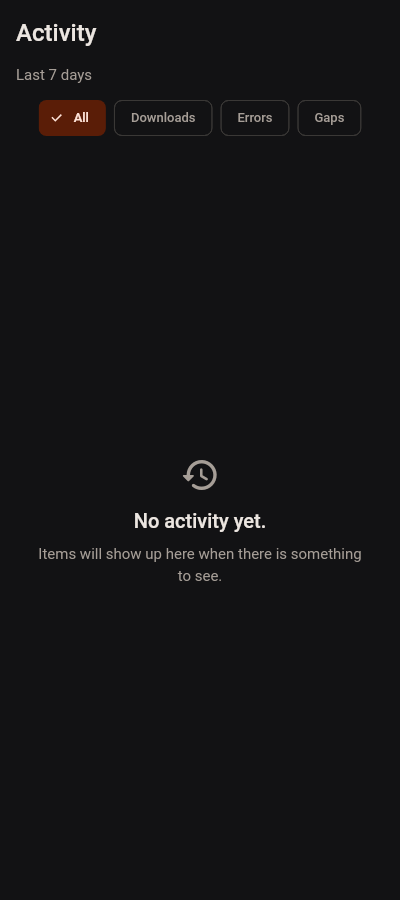 Activity
Last 7 days
All
Downloads
Errors
Gaps
No activity yet.
Items will show up here when there is something
to see.